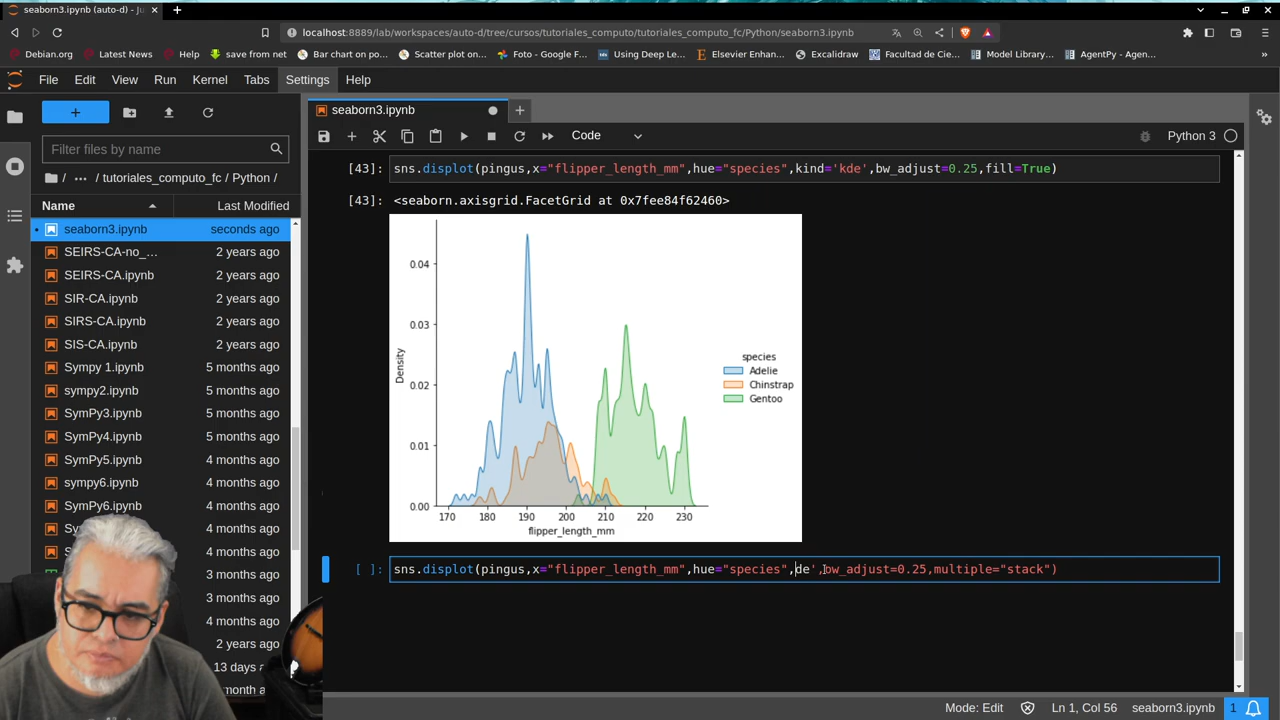 seaborn3.ipynb (auto-d) - Ju
localhost:8889/lab/workspaces/auto-d/tree/cursos/tutoriales_computo/tutoriales_computo_fc/Python/seaborn3.ipynb
Debian.org Latest News Help save from net Bar chart on po... Scatter plot on... Foto - Google F... Using Deep Le... Elsevier Enhan... Excalidraw Facultad de Cie... Model Library... AgentPy - Agen...
File Edit View Run Kernel Tabs Settings Help
seaborn3.ipynb
Code
Python 3
Filter files by name
/ ... / tutoriales_computo_fc / Python /
Name Last Modified
seaborn3.ipynb seconds ago
SEIRS-CA-no_... 2 years ago
SEIRS-CA.ipynb 2 years ago
SIR-CA.ipynb 2 years ago
SIRS-CA.ipynb 2 years ago
SIS-CA.ipynb 2 years ago
Sympy 1.ipynb 5 months ago
sympy2.ipynb 5 months ago
SymPy3.ipynb 5 months ago
SymPy4.ipynb 5 months ago
SymPy5.ipynb 4 months ago
sympy6.ipynb 4 months ago
SymPy6.ipynb 4 months ago
Sy 4 months ago
S 4 months ago
3 months ago
3 months ago
3 months ago
2 years ago
13 days a
month a
[43]: sns.displot(pingus,x="flipper_length_mm",hue="species",kind='kde',bw_adjust=0.25,fill=True)
[43]: <seaborn.axisgrid.FacetGrid at 0x7fee84f62460>
0.04
0.03
0.02
0.01
0.00
Density
170 180 190 200 210 220 230
flipper_length_mm
species
Adelie
Chinstrap
Gentoo
[ ]: sns.displot(pingus,x="flipper_length_mm",hue="species",de',bw_adjust=0.25,multiple="stack")
Mode: Edit Ln 1, Col 56 seaborn3.ipynb 1